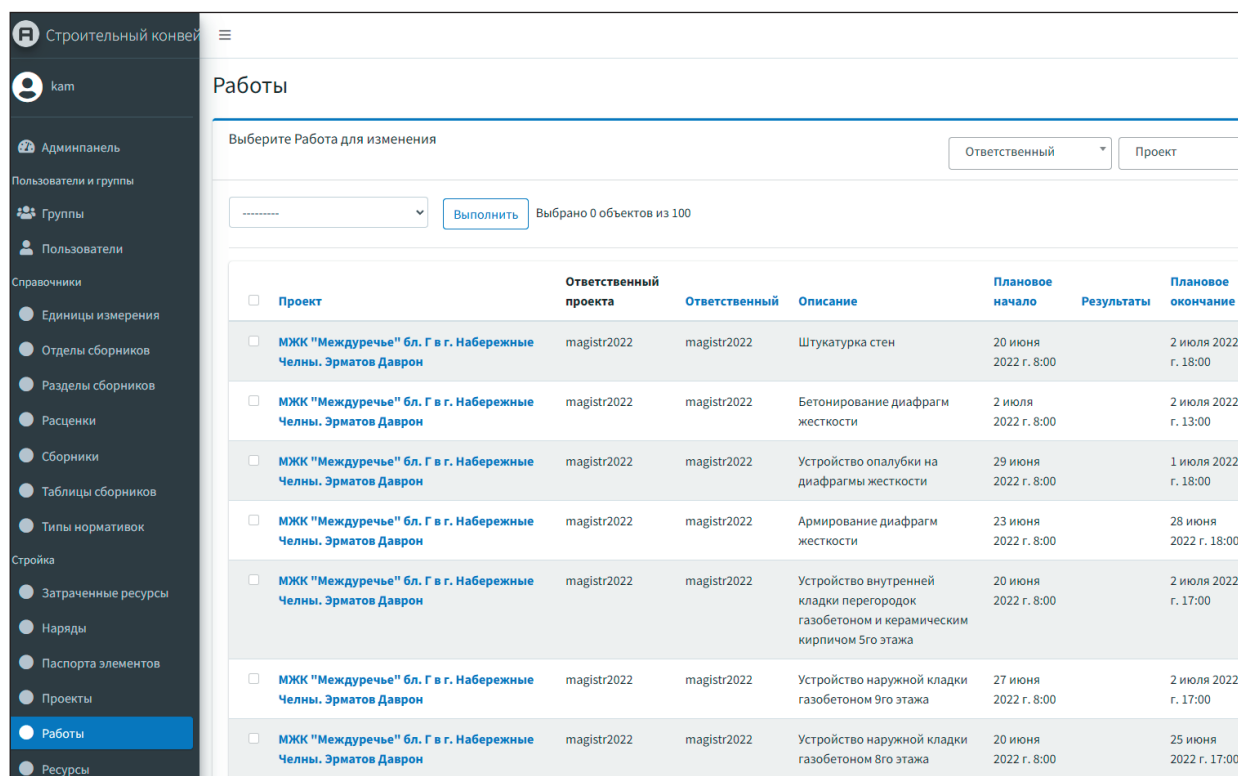 Строительный конвей
kam
Админпанель
Пользователи и группы
Группы
Пользователи
Справочники
Единицы измерения
Отделы сборников
Разделы сборников
Расценки
Сборники
Таблицы сборников
Типы нормативок
Стройка
Затраченные ресурсы
Наряды
Паспорта элементов
Проекты
Работы
Ресурсы
Работы
Выберите Работа для изменения
Ответственный
Проект
---------
Выполнить
Выбрано 0 объектов из 100
Проект
Ответственный
проекта
Ответственный
Описание
Плановое
начало
Результаты
Плановое
окончание
МЖК "Междуречье" бл. Г в г. Набережные
Челны. Эрматов Даврон
magistr2022
magistr2022
Штукатурка стен
20 июня
2022 г. 8:00
2 июля 2022
г. 18:00
МЖК "Междуречье" бл. Г в г. Набережные
Челны. Эрматов Даврон
magistr2022
magistr2022
Бетонирование диафрагм
жесткости
2 июля
2022 г. 8:00
2 июля 2022
г. 13:00
МЖК "Междуречье" бл. Г в г. Набережные
Челны. Эрматов Даврон
magistr2022
magistr2022
Устройство опалубки на
диафрагмы жесткости
29 июня
2022 г. 8:00
1 июля 2022
г. 18:00
МЖК "Междуречье" бл. Г в г. Набережные
Челны. Эрматов Даврон
magistr2022
magistr2022
Армирование диафрагм
жесткости
23 июня
2022 г. 8:00
28 июня
2022 г. 18:00
МЖК "Междуречье" бл. Г в г. Набережные
Челны. Эрматов Даврон
magistr2022
magistr2022
Устройство внутренней
кладки перегородок
газобетоном и керамическим
кирпичом 5го этажа
20 июня
2022 г. 8:00
2 июля 2022
г. 17:00
МЖК "Междуречье" бл. Г в г. Набережные
Челны. Эрматов Даврон
magistr2022
magistr2022
Устройство наружной кладки
газобетоном 9го этажа
27 июня
2022 г. 8:00
2 июля 2022
г. 17:00
МЖК "Междуречье" бл. Г в г. Набережные
Челны. Эрматов Даврон
magistr2022
magistr2022
Устройство наружной кладки
газобетоном 8го этажа
20 июня
2022 г. 8:00
25 июня
2022 г. 17:00